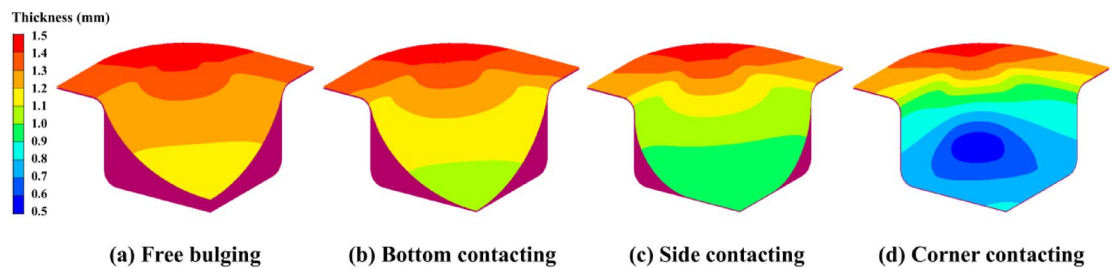 Thickness (mm)
1.5
1.4
1.3
1.2
1.1
1.0
0.9
0.8
0.7
0.6
0.5
(a) Free bulging
(b) Bottom contacting
(c) Side contacting
(d) Corner contacting